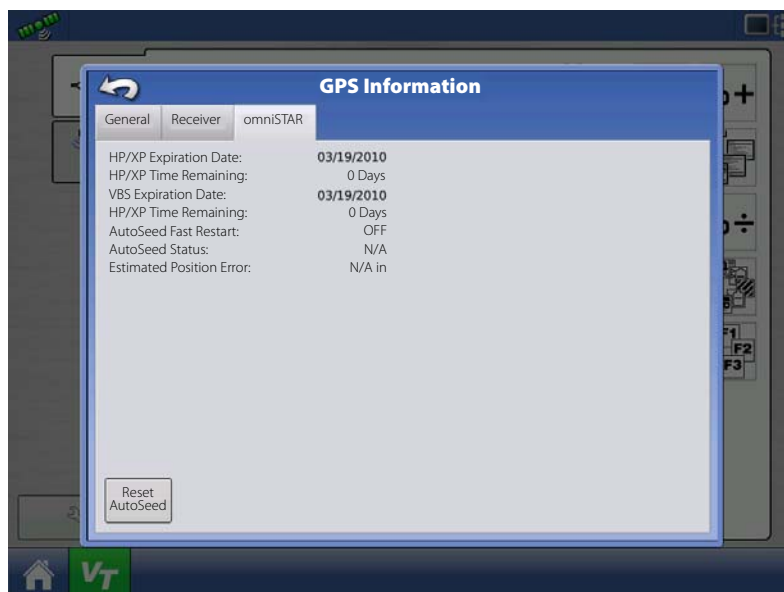 GPS Information
General Receiver omniSTAR
HP/XP Expiration Date: 03/19/2010
HP/XP Time Remaining: 0 Days
VBS Expiration Date: 03/19/2010
HP/XP Time Remaining: 0 Days
AutoSeed Fast Restart: OFF
AutoSeed Status: N/A
Estimated Position Error: N/A in
Reset
AutoSeed
+
÷
F1
F2
F3
VT